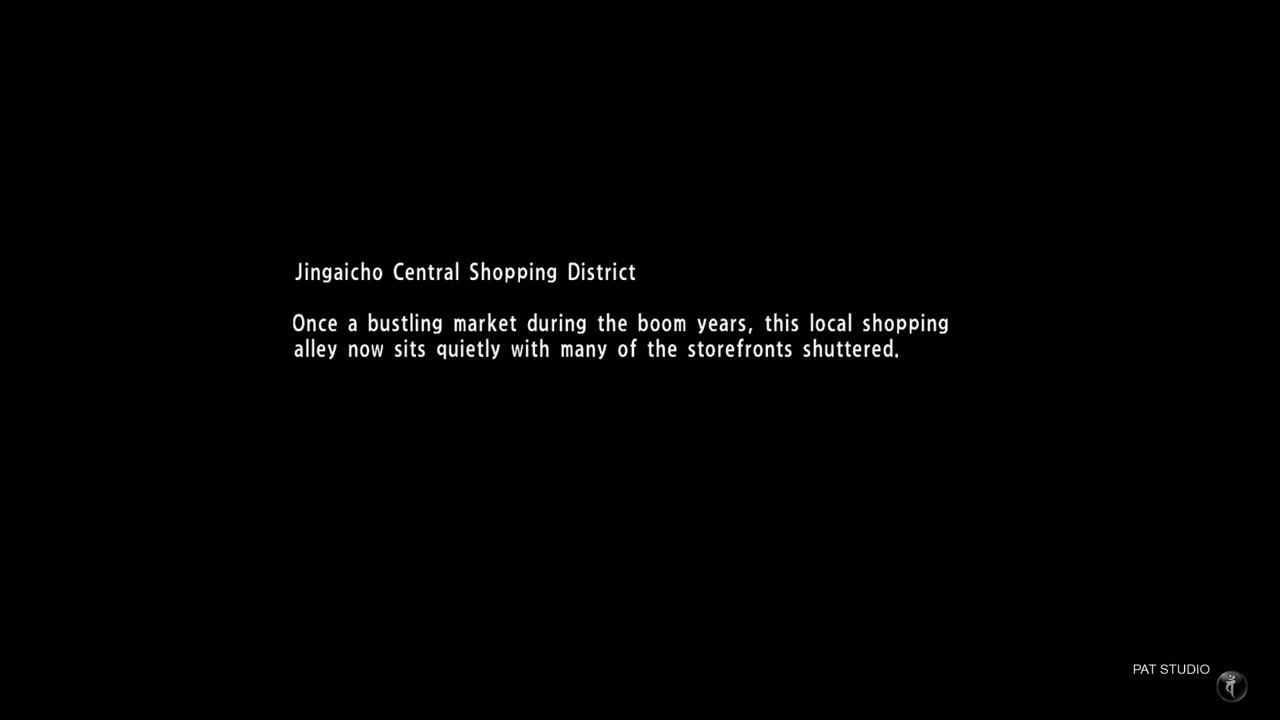 Jingaicho Central Shopping District
Once a bustling market during the boom years, this local shopping
alley now sits quietly with many of the storefronts shuttered.
PAT STUDIO